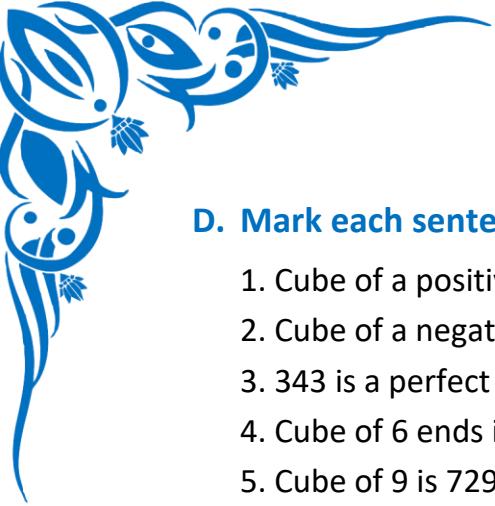 D. Mark each sente
1. Cube of a positiv
2. Cube of a negat
3. 343 is a perfect
4. Cube of 6 ends i
5. Cube of 9 is 729